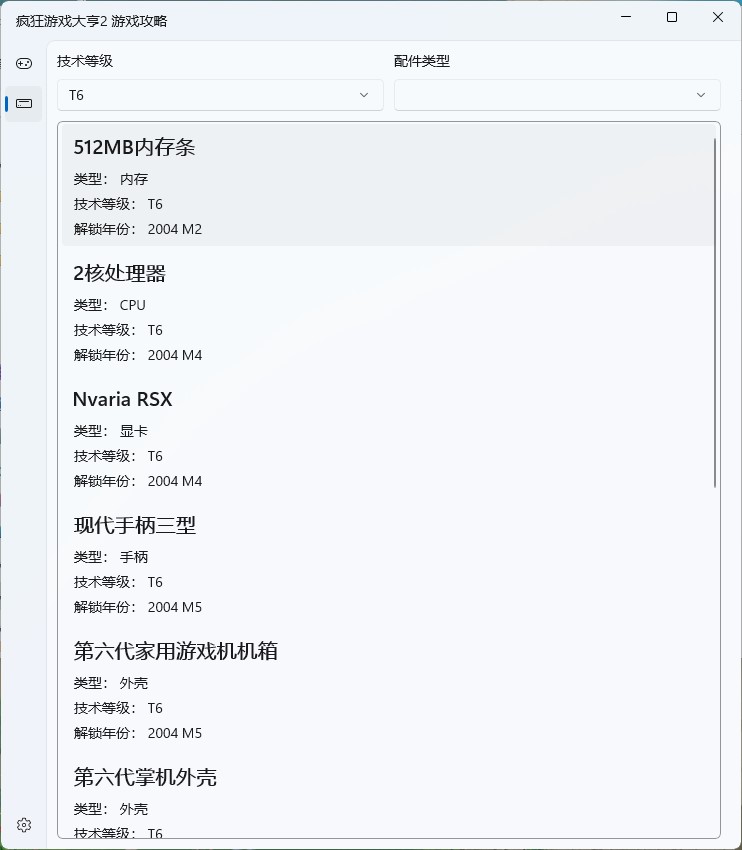 疯狂游戏大亨2 游戏攻略
技术等级
配件类型
T6
512MB内存条
类型： 内存
技术等级： T6
解锁年份： 2004 M2
2核处理器
类型： CPU
技术等级： T6
解锁年份： 2004 M4
Nvaria RSX
类型： 显卡
技术等级： T6
解锁年份： 2004 M4
现代手柄三型
类型： 手柄
技术等级： T6
解锁年份： 2004 M5
第六代家用游戏机机箱
类型： 外壳
技术等级： T6
解锁年份： 2004 M5
第六代掌机外壳
类型： 外壳
技术等级： T6